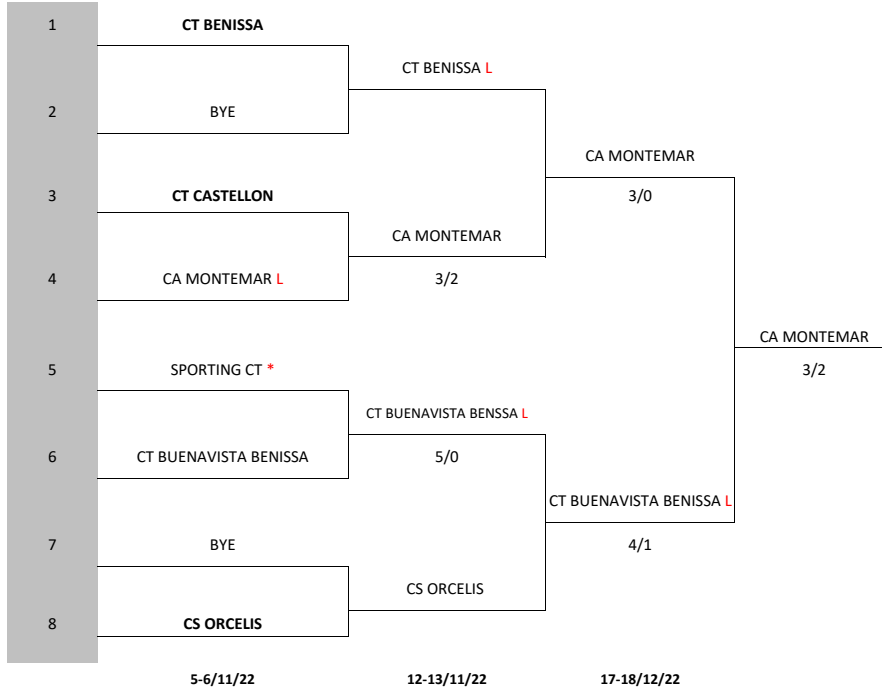 1 CT BENISSA
CT BENISSA L
2 BYE
CA MONTEMAR
3 CT CASTELLON 3/0
CA MONTEMAR
4 CA MONTEMAR L 3/2
CA MONTEMAR
5 SPORTING CT * 3/2
CT BUENAVISTA BENSSA L
6 CT BUENAVISTA BENISSA 5/0
CT BUENAVISTA BENISSA L
7 BYE 4/1
CS ORCELIS
8 CS ORCELIS
5-6/11/22 12-13/11/22 17-18/12/22